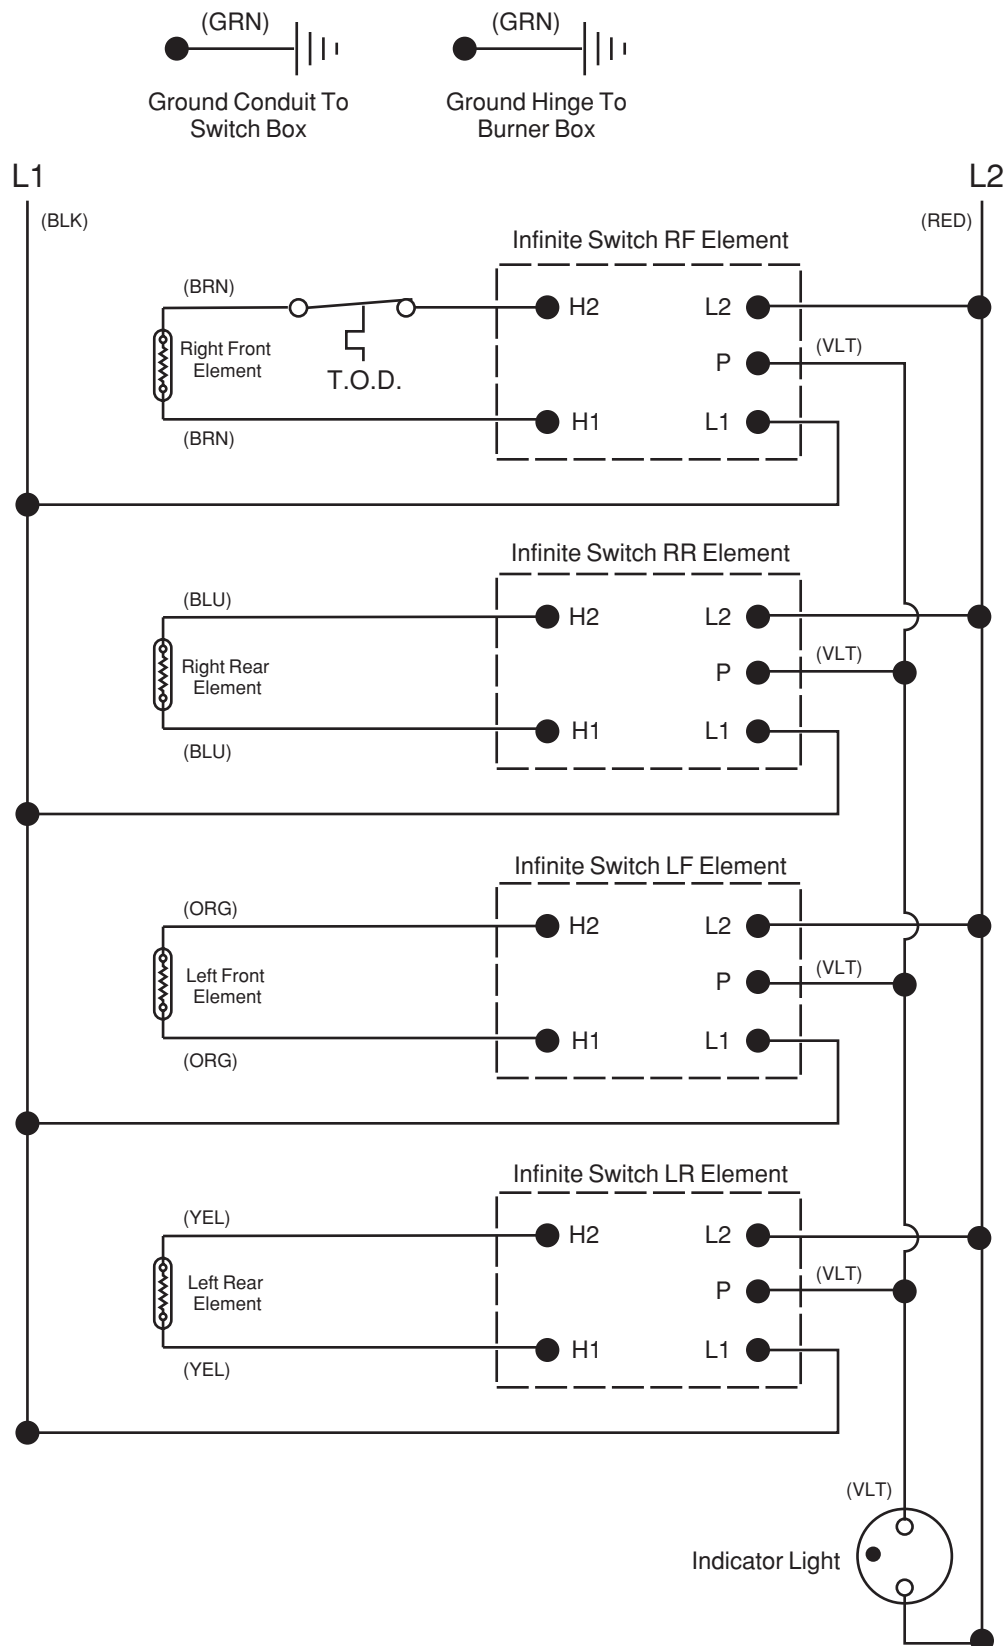 (GRN)
(GRN)
Ground Conduit To
Switch Box
Ground Hinge To
Burner Box
L1
L2
(BLK)
(RED)
Infinite Switch RF Element
(BRN)
H2
L2
(VLT)
Right Front
Element
P
T.O.D.
H1
L1
(BRN)
Infinite Switch RR Element
(BLU)
H2
L2
(VLT)
Right Rear
Element
P
H1
L1
(BLU)
Infinite Switch LF Element
(ORG)
H2
L2
(VLT)
Left Front
Element
P
H1
L1
(ORG)
Infinite Switch LR Element
(YEL)
H2
L2
(VLT)
Left Rear
Element
P
H1
L1
(YEL)
(VLT)
Indicator Light